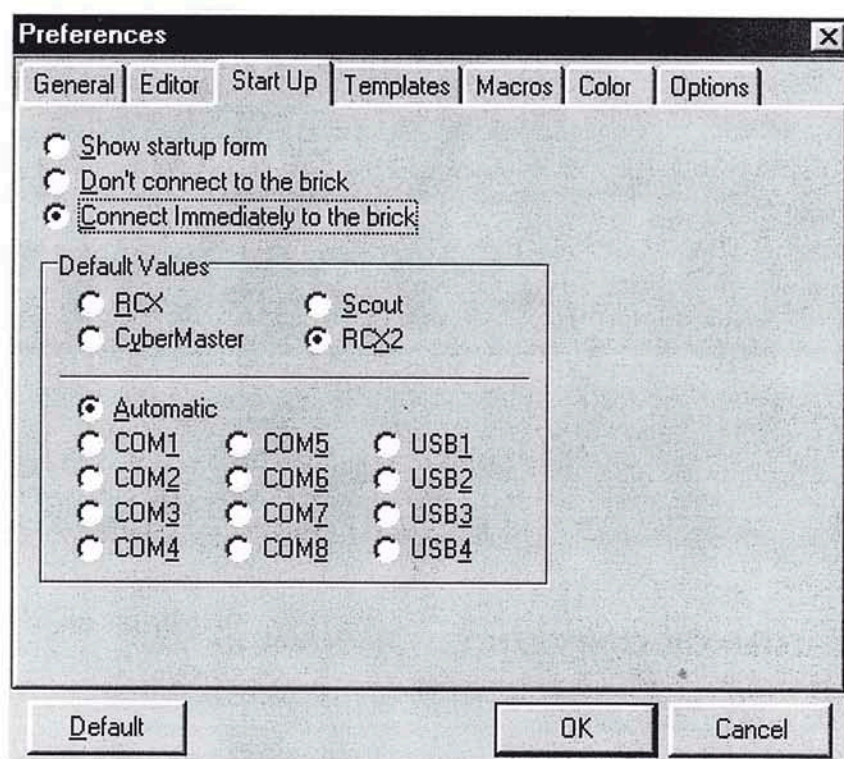 Preferences
General Editor Start Up Templates Macros Color Options
Show startup form
Don't connect to the brick
Connect Immediately to the brick
Default Values
RCX Scout
CyberMaster RCX2
Automatic
COM1 COM5 USB1
COM2 COM6 USB2
COM3 COM7 USB3
COM4 COM8 USB4
Default OK Cancel